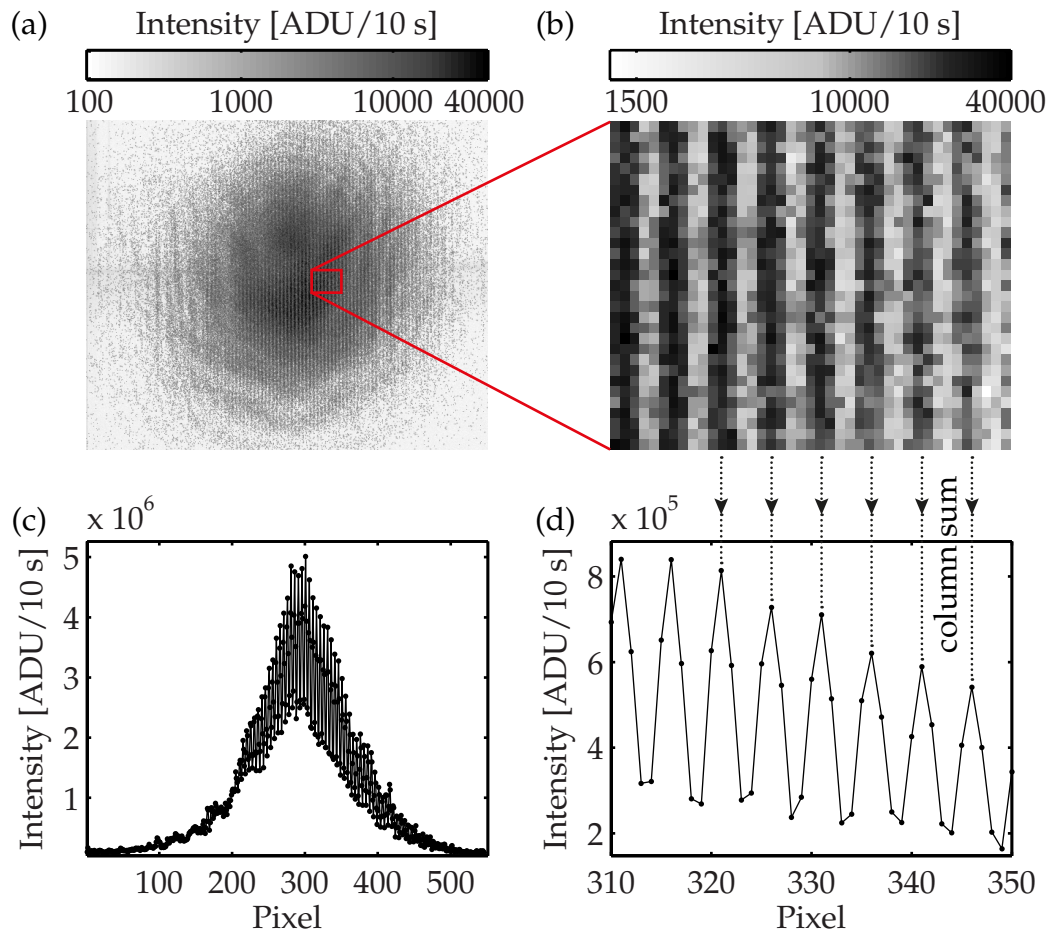 (a)
Intensity [ADU/10 s]
100 1000 10000 40000
(b)
Intensity [ADU/10 s]
1500 10000 40000
(c)
x 10^6
Intensity [ADU/10 s]
5
4
3
2
1
100 200 300 400 500
Pixel
(d)
x 10^5
column sum
Intensity [ADU/10 s]
8
6
4
2
310 320 330 340 350
Pixel